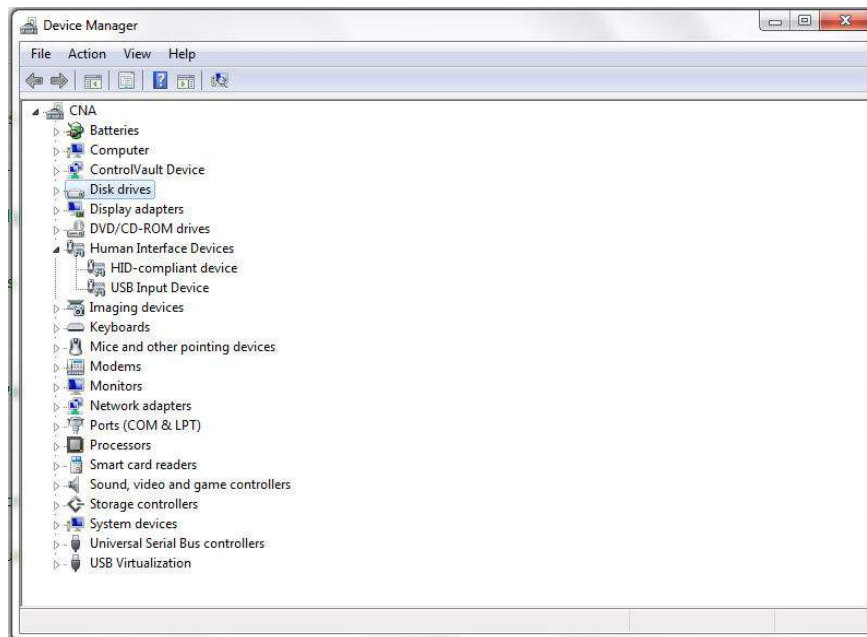 Device Manager
File Action View Help
CNA
Batteries
Computer
ControlVault Device
Disk drives
Display adapters
DVD/CD-ROM drives
Human Interface Devices
HID-compliant device
USB Input Device
Imaging devices
Keyboards
Mice and other pointing devices
Modems
Monitors
Network adapters
Ports (COM & LPT)
Processors
Smart card readers
Sound, video and game controllers
Storage controllers
System devices
Universal Serial Bus controllers
USB Virtualization